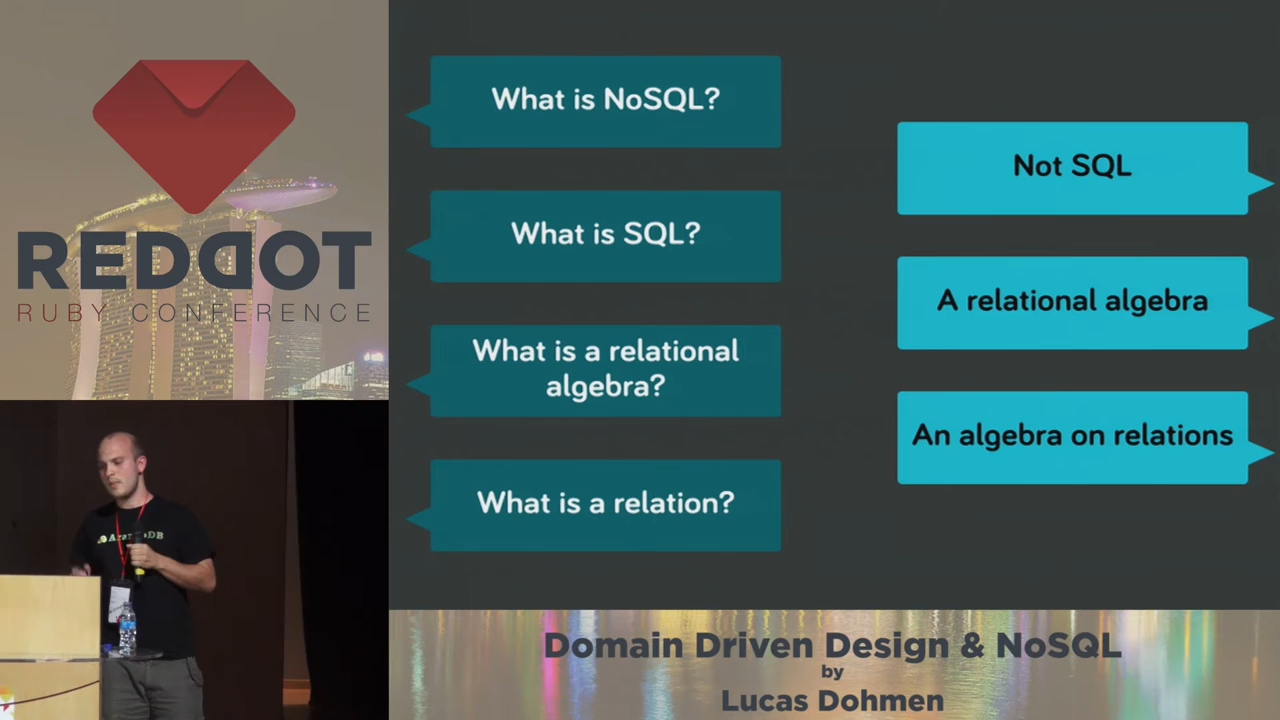 REDDOT
RUBY CONFERENCE
What is NoSQL?
Not SQL
What is SQL?
A relational algebra
What is a relational
algebra?
An algebra on relations
What is a relation?
Domain Driven Design & NoSQL
by
Lucas Dohmen